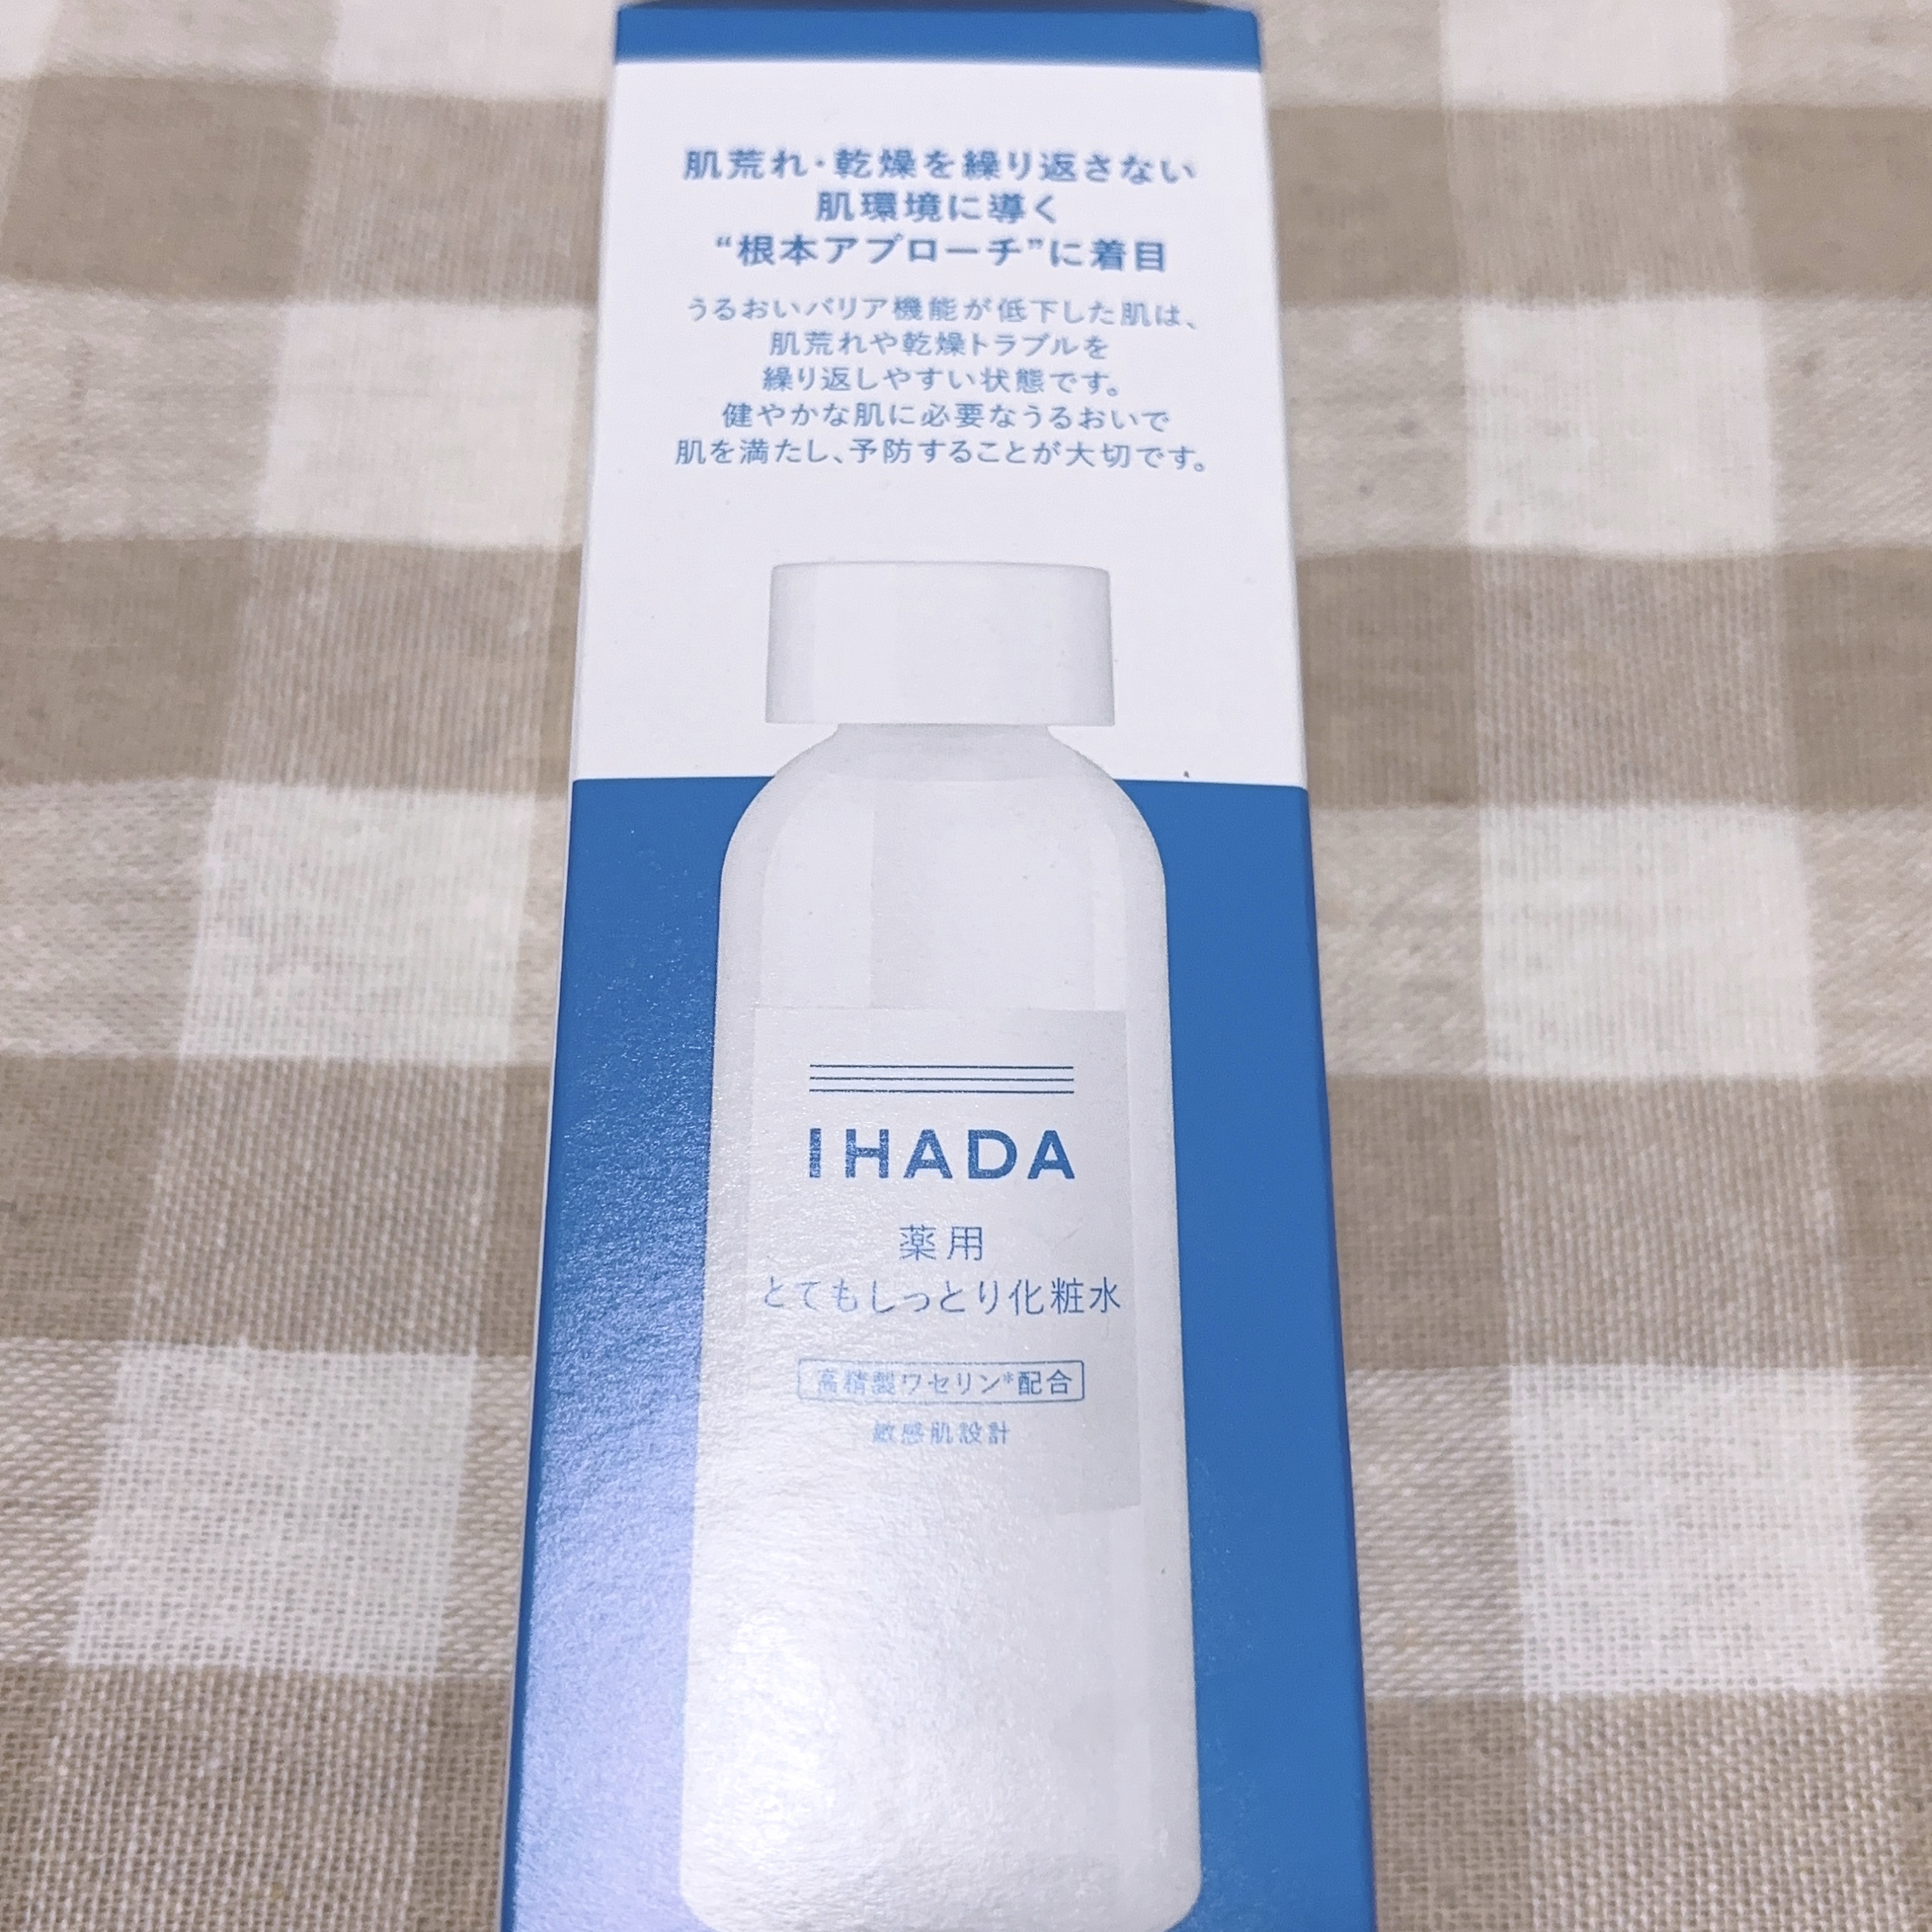 肌荒れ・乾燥を繰り返さない
肌環境に導く
“根本アプローチ”に着目
うるおいバリア機能が低下した肌は、
肌荒れや乾燥トラブルを
繰り返しやすい状態です。
健やかな肌に必要なうるおいで
肌を満たし、予防することが大切です。
IHADA
薬用
とてもしっとり化粧水
高精製ワセリン*配合
敏感肌設計